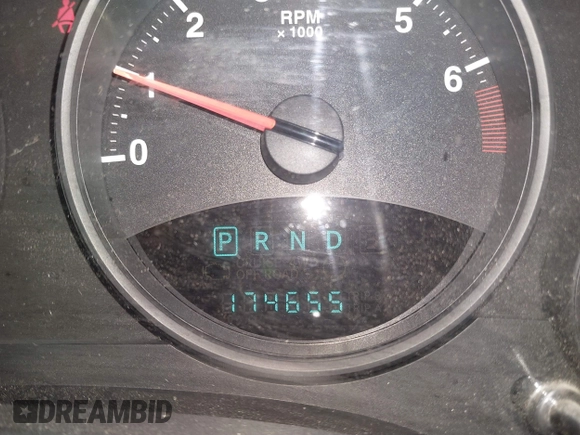 2 5
RPM
x 1000
1 6
0
P R N D
174655
DREAMBID